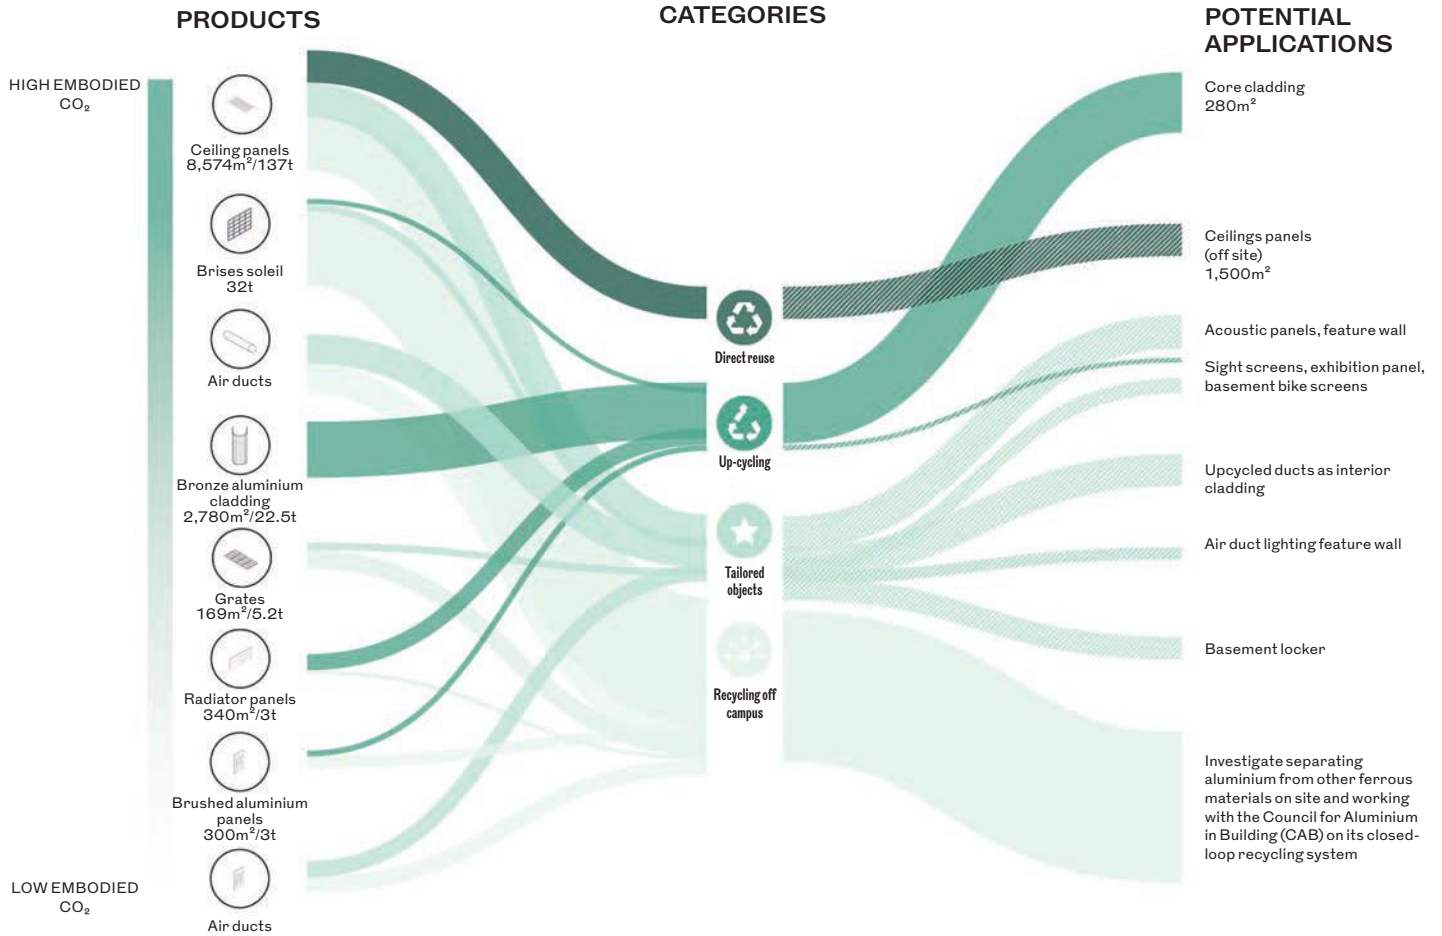 PRODUCTS
CATEGORIES
POTENTIAL
APPLICATIONS
HIGH EMBODIED
CO₂
Ceiling panels
8,574m²/137t
Brises soleil
32t
Air ducts
Bronze aluminium
cladding
2,780m²/22.5t
Grates
169m²/5.2t
Radiator panels
340m²/3t
Brushed aluminium
panels
300m²/3t
Air ducts
LOW EMBODIED
CO₂
Direct reuse
Up-cycling
Tailored
objects
Recycling off
campus
Core cladding
280m²
Ceilings panels
(off site)
1,500m²
Acoustic panels, feature wall
Sight screens, exhibition panel,
basement bike screens
Upcycled ducts as interior
cladding
Air duct lighting feature wall
Basement locker
Investigate separating
aluminium from other ferrous
materials on site and working
with the Council for Aluminium
in Building (CAB) on its closed-
loop recycling system